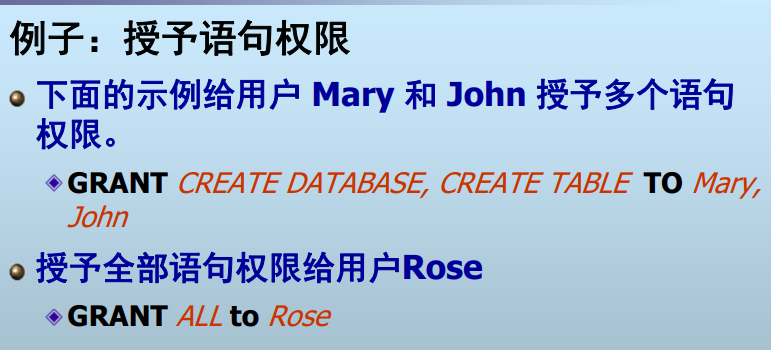 例子：授予语句权限
下面的示例给用户 Mary 和 John 授予多个语句
权限。
GRANT CREATE DATABASE, CREATE TABLE TO Mary,
John
授予全部语句权限给用户Rose
GRANT ALL to Rose